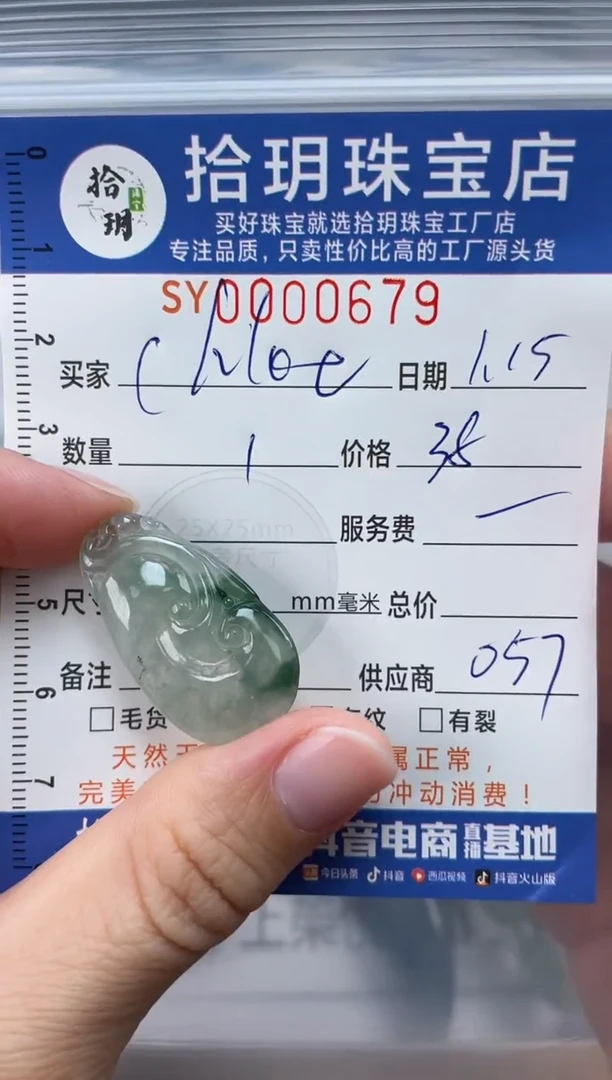 拾玥
拾玥珠宝店
买好珠宝就选拾玥珠宝工厂店
专注品质，只卖性价比高的工厂源头货
SY0000679
买家 Chloe 日期 1.15
数量 1 价格 38
25X25mm 服务费 —
mm毫米 总价
备注 供应商 057
毛货 有裂
天然 属正常，
完美 冲动消费！
抖音电商直播基地
今日头条 抖音 西瓜视频 抖音火山版
0
1
2
3
5
6
7